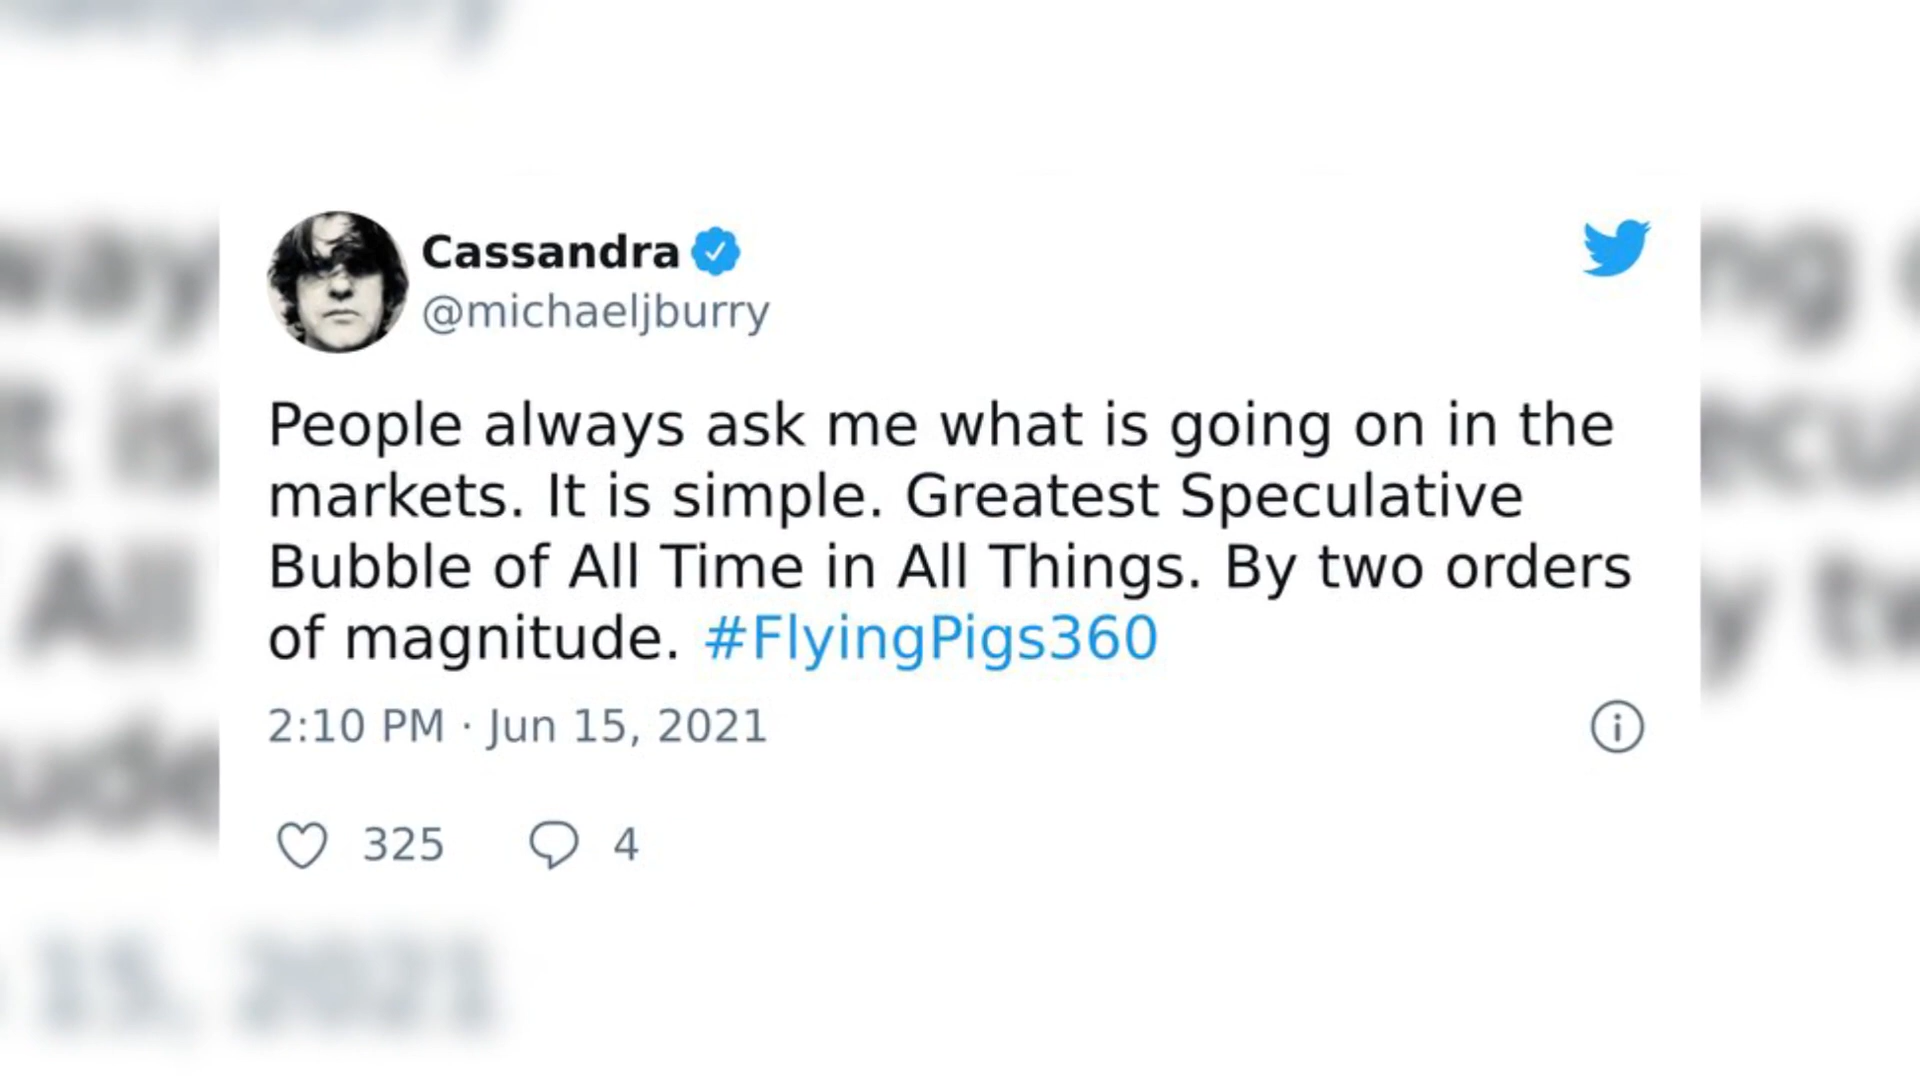 Cassandra
@michaeljburry
People always ask me what is going on in the
markets. It is simple. Greatest Speculative
Bubble of All Time in All Things. By two orders
of magnitude. #FlyingPigs360
2:10 PM · Jun 15, 2021
325 4